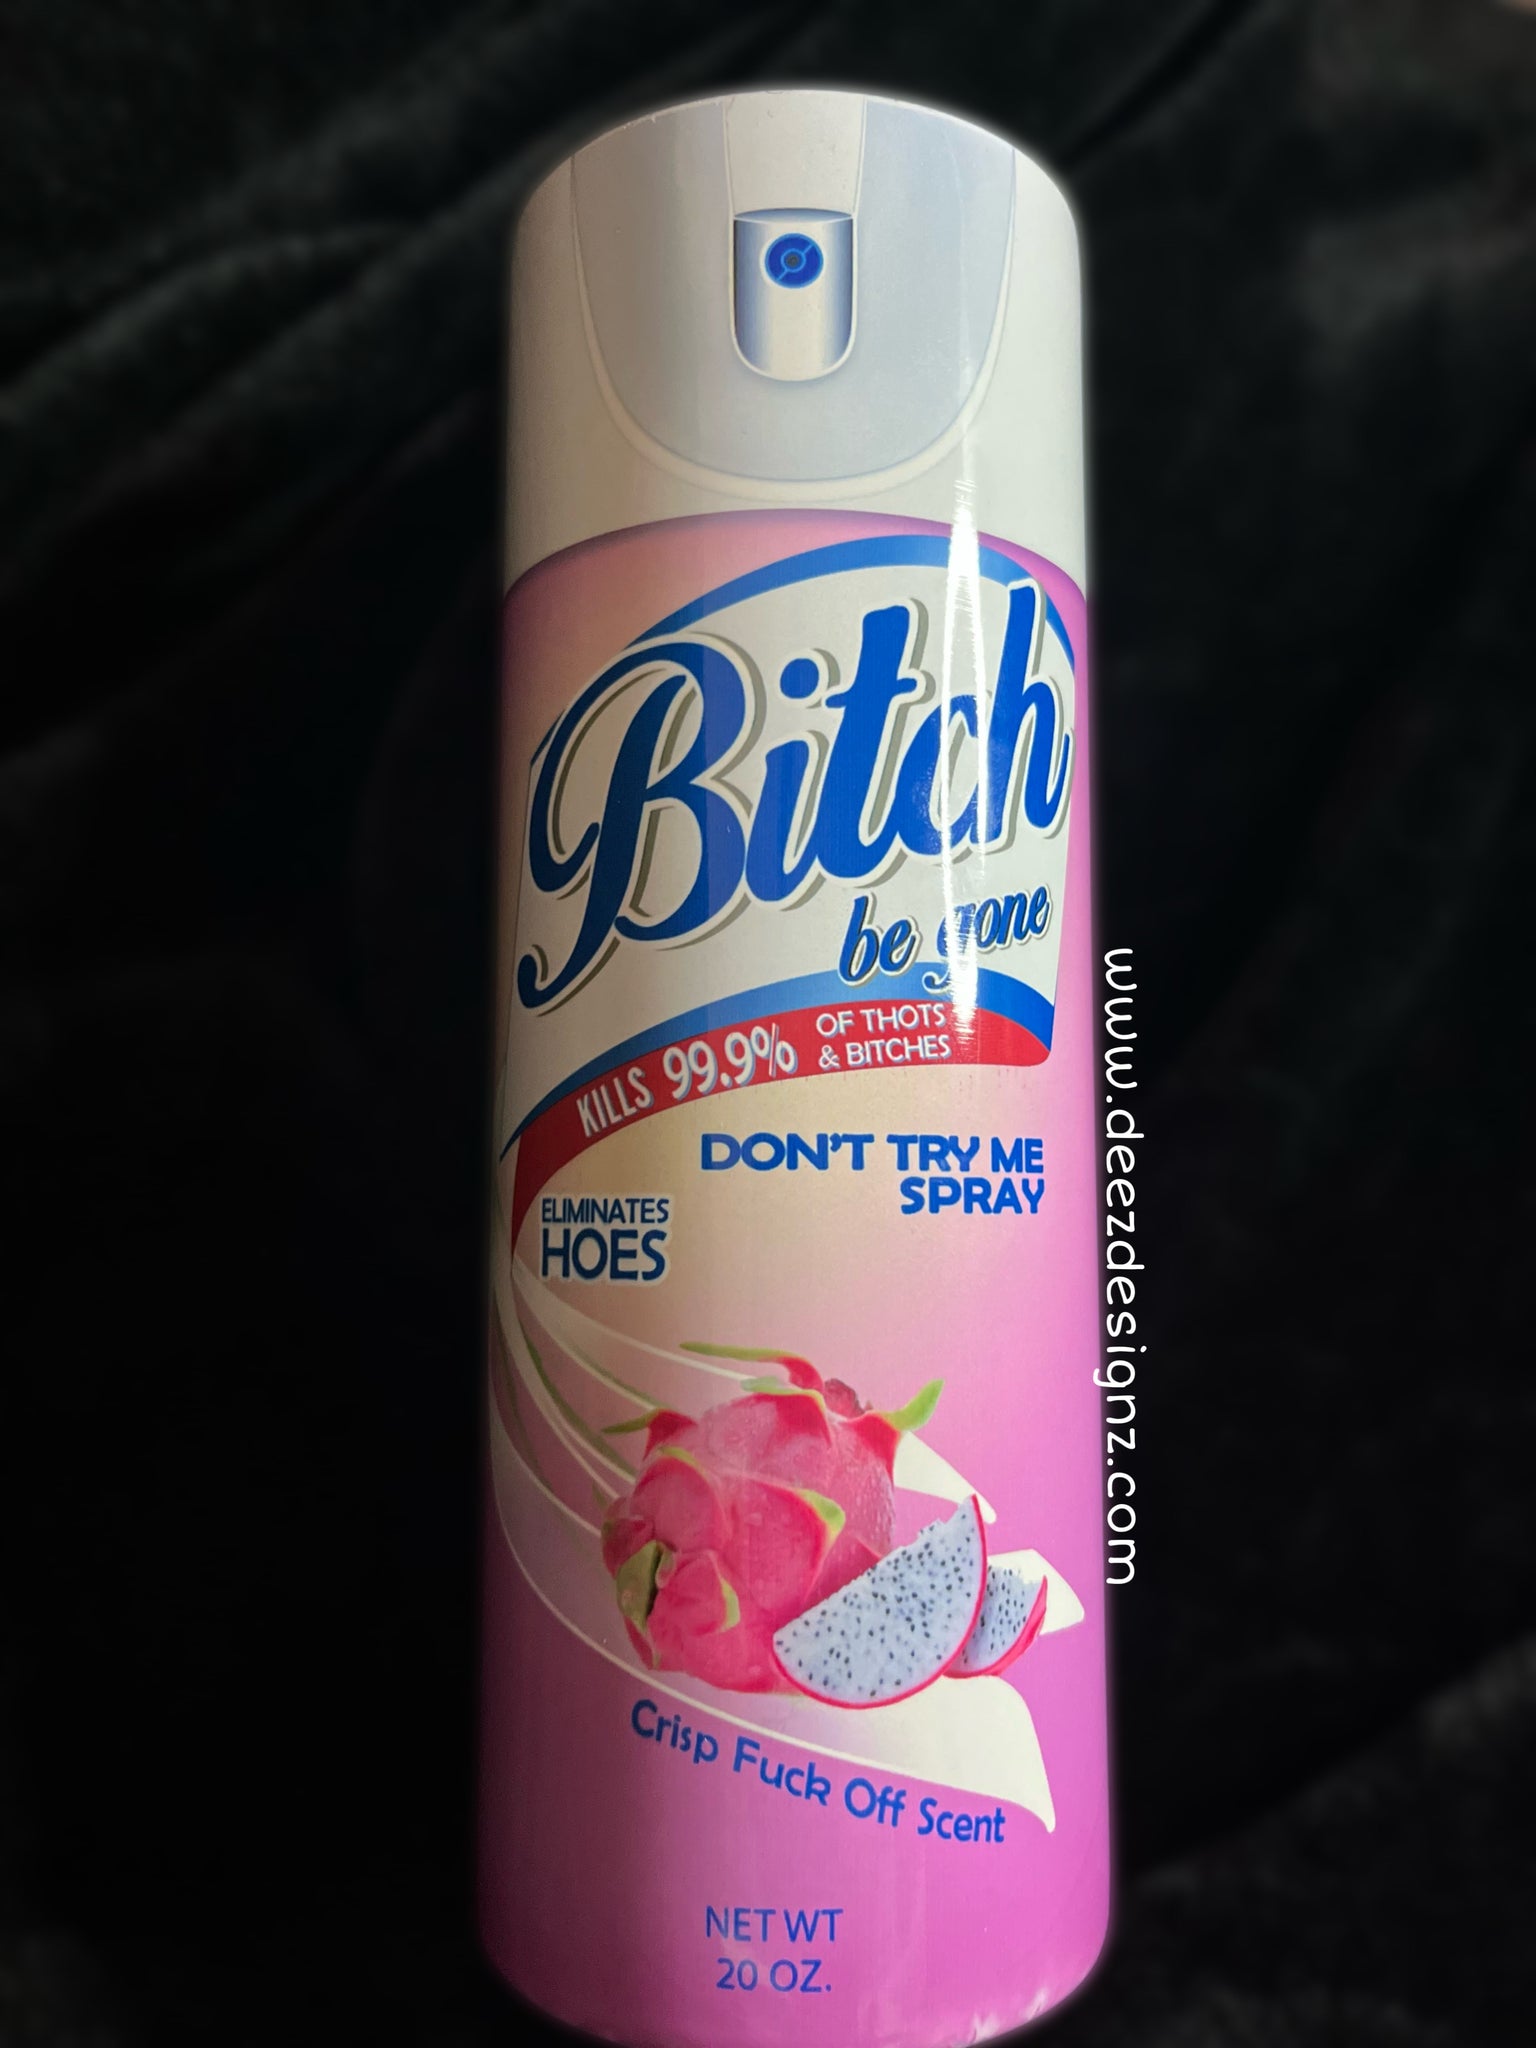 Bitch
be gone
KILLS 99.9% OF THOTS
& BITCHES
DON'T TRY ME
SPRAY
ELIMINATES
HOES
Crisp Fuck Off Scent
NET WT
20 OZ.
www.deezdesignz.com